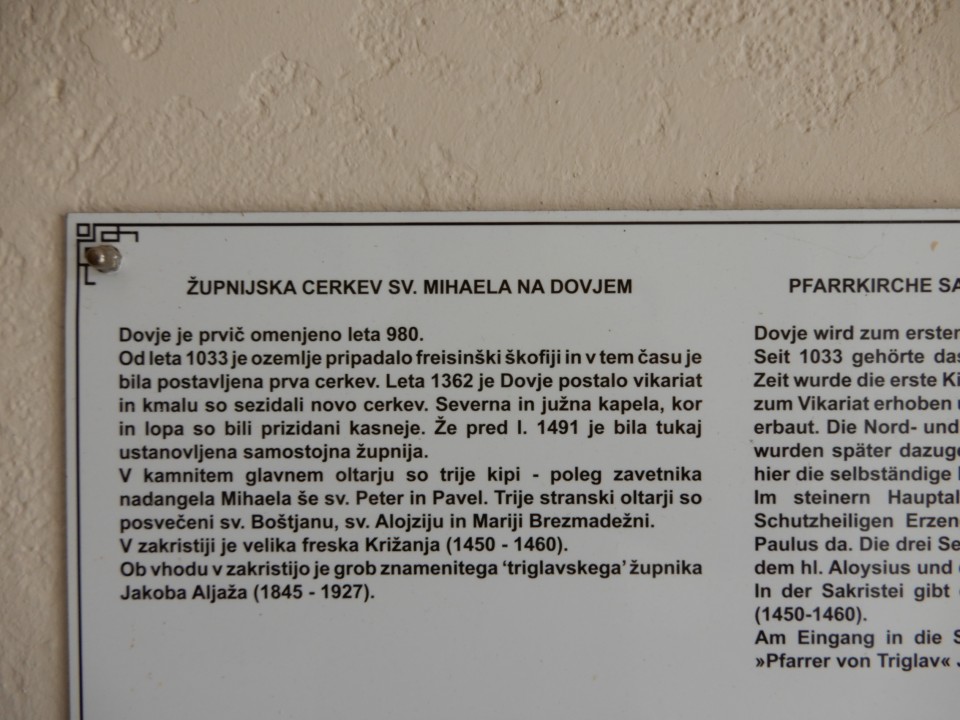 ŽUPNIJSKA CERKEV SV. MIHAELA NA DOVJEM
Dovje je prvič omenjeno leta 980.
Od leta 1033 je ozemlje pripadalo freisinški škofiji in v tem času je
bila postavljena prva cerkev. Leta 1362 je Dovje postalo vikariat
in kmalu so sezidali novo cerkev. Severna in južna kapela, kor
in lopa so bili prizidani kasneje. Že pred l. 1491 je bila tukaj
ustanovljena samostojna župnija.
V kamnitem glavnem oltarju so trije kipi - poleg zavetnika
nadangela Mihaela še sv. Peter in Pavel. Trije stranski oltarji so
posvečeni sv. Boštjanu, sv. Alojziju in Mariji Brezmadežni.
V zakristiji je velika freska Križanja (1450 - 1460).
Ob vhodu v zakristijo je grob znamenitega ‘triglavskega’ župnika
Jakoba Aljaža (1845 - 1927).
PFARRKIRCHE
Dovje wird zum
Seit 1033 gehörte
Zeit wurde die erste
zum Vikariat erhoben
erbaut. Die Nord- und
wurden später
hier die selbständige
Im steinern
Schutzheiligen
Paulus da. Die drei
dem hl. Aloysius und
In der Sakristei gibt
(1450-1460).
Am Eingang in die
»Pfarrer von Triglav«